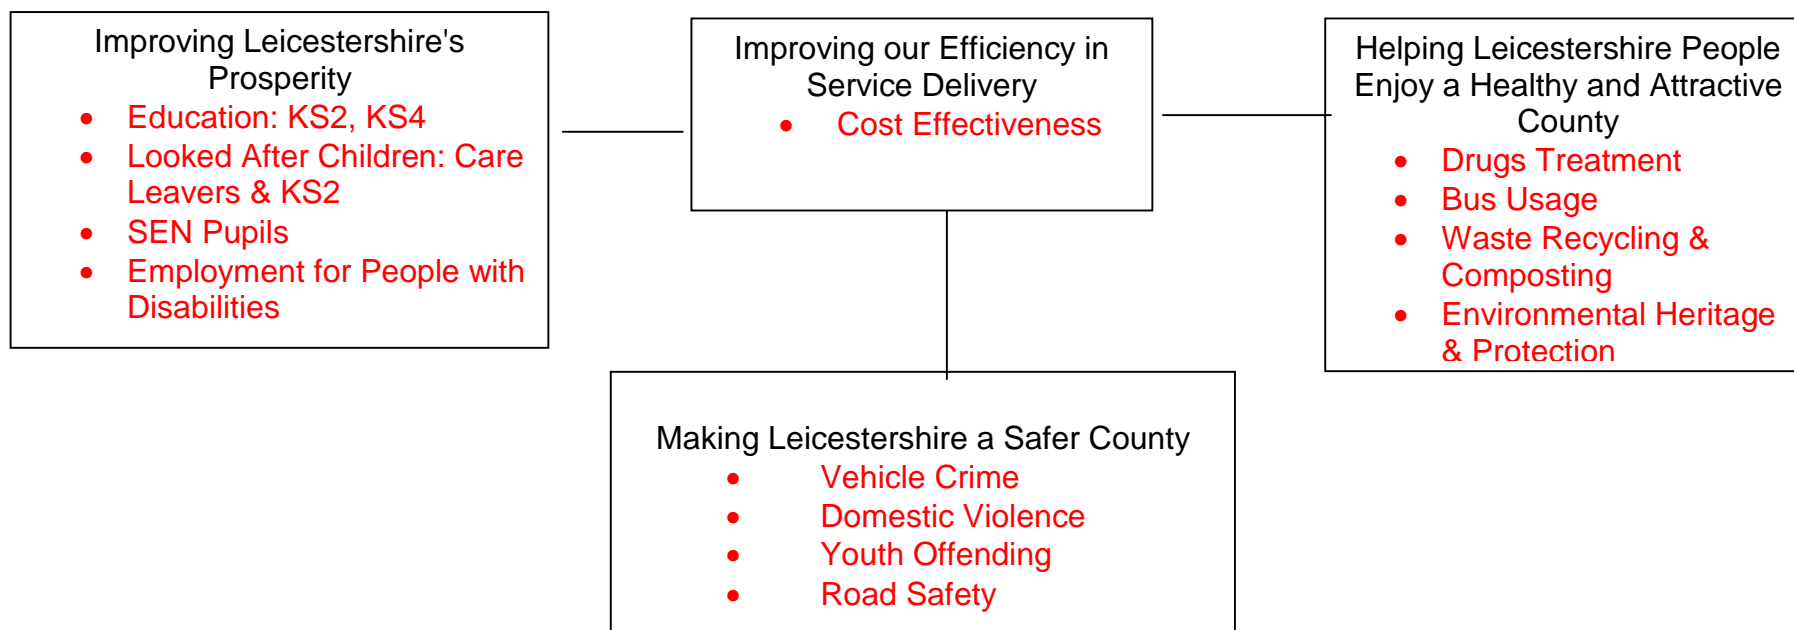 Improving Leicestershire's
Prosperity
• Education: KS2, KS4
• Looked After Children: Care
Leavers & KS2
• SEN Pupils
• Employment for People with
Disabilities
Improving our Efficiency in
Service Delivery
• Cost Effectiveness
Helping Leicestershire People
Enjoy a Healthy and Attractive
County
• Drugs Treatment
• Bus Usage
• Waste Recycling &
Composting
• Environmental Heritage
& Protection
Making Leicestershire a Safer County
• Vehicle Crime
• Domestic Violence
• Youth Offending
• Road Safety